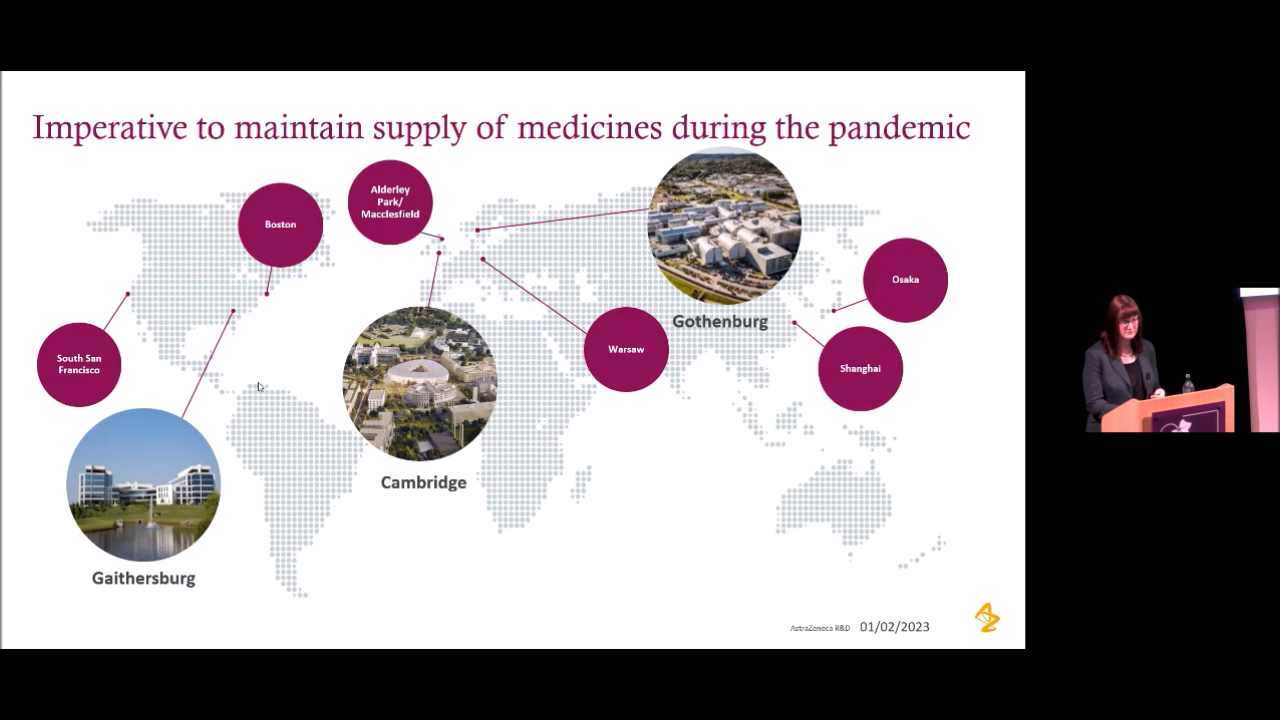 Imperative to maintain supply of medicines during the pandemic
Alderley
Park/
Macclesfield
Boston
Osaka
Gothenburg
Warsaw
South San
Francisco
Shanghai
Cambridge
Gaithersburg
AstraZeneca R&D 01/02/2023